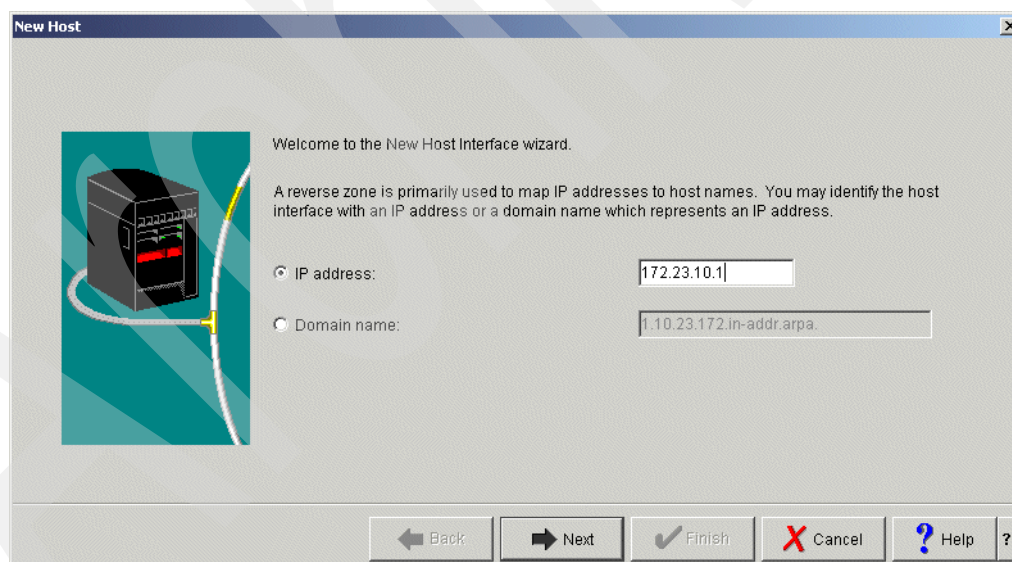 New Host
Welcome to the New Host Interface wizard.
A reverse zone is primarily used to map IP addresses to host names. You may identify the host
interface with an IP address or a domain name which represents an IP address.
IP address: 172.23.10.1
Domain name: 1.10.23.172.in-addr.arpa.
Back Next Finish X Cancel ? Help ?